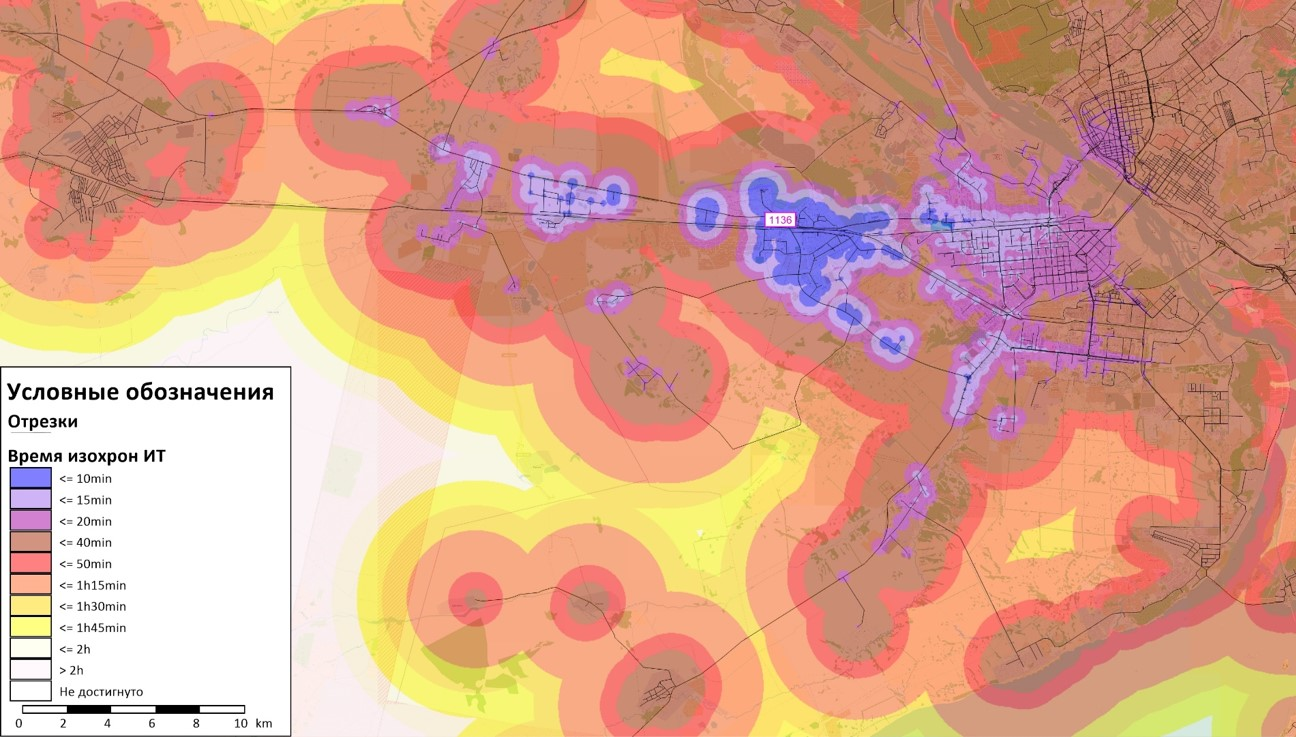 1136
Условные обозначения
Отрезки
Время изохрон ИТ
<= 10min
<= 15min
<= 20min
<= 40min
<= 50min
<= 1h15min
<= 1h30min
<= 1h45min
<= 2h
> 2h
Не достигнуто
0 2 4 6 8 10 km